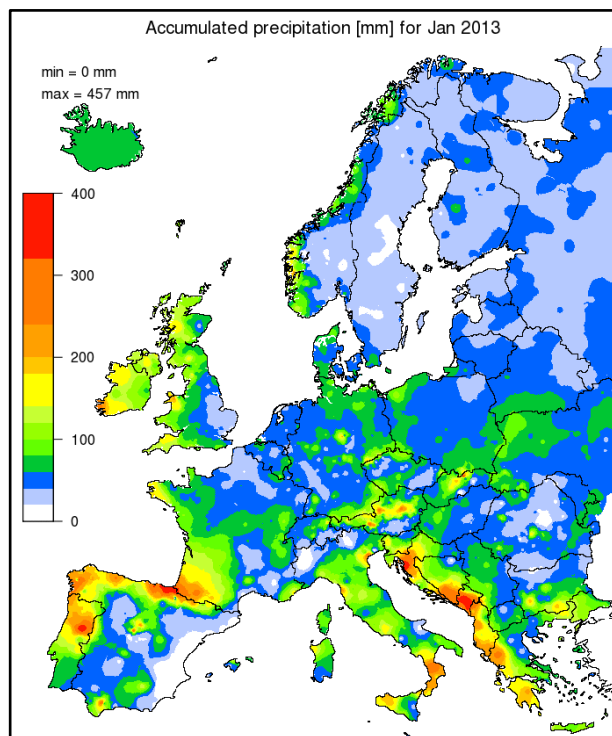 Accumulated precipitation [mm] for Jan 2013
min = 0 mm
max = 457 mm
400
300
200
100
0